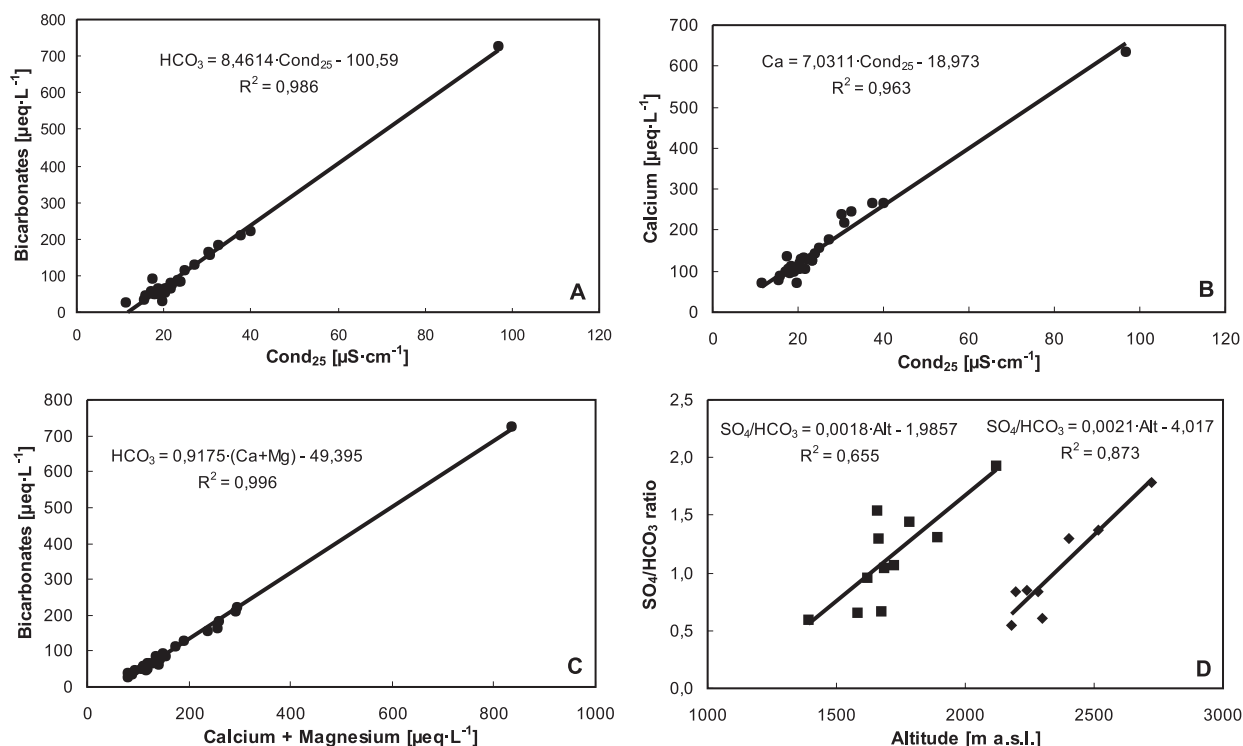 800
700
600
500
400
300
200
100
0
Bicarbonates [µeq·L⁻¹]
HCO₃ = 8,4614·Cond₂₅ - 100,59
R² = 0,986
A
0 20 40 60 80 100 120
Cond₂₅ [µS·cm⁻¹]
700
600
500
400
300
200
100
0
Calcium [µeq·L⁻¹]
Ca = 7,0311·Cond₂₅ - 18,973
R² = 0,963
B
0 20 40 60 80 100 120
Cond₂₅ [µS·cm⁻¹]
800
700
600
500
400
300
200
100
0
Bicarbonates [µeq·L⁻¹]
HCO₃ = 0,9175·(Ca+Mg) - 49,395
R² = 0,996
C
0 200 400 600 800 1000
Calcium + Magnesium [µeq·L⁻¹]
2,5
2,0
1,5
1,0
0,5
0,0
SO₄/HCO₃ ratio
SO₄/HCO₃ = 0,0018·Alt - 1,9857
R² = 0,655
SO₄/HCO₃ = 0,0021·Alt - 4,017
R² = 0,873
D
1000 1500 2000 2500 3000
Altitude [m a.s.l.]